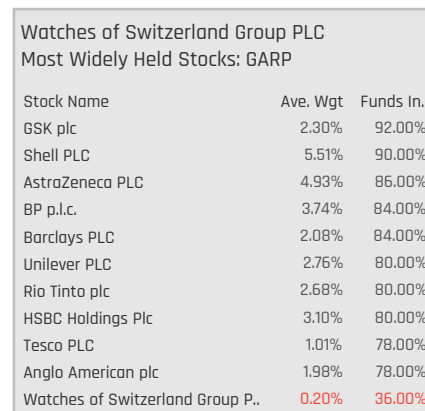 Watches of Switzerland Group PLC
Most Widely Held Stocks: GARP
Stock Name Ave. Wgt Funds In.
GSK plc 2.30% 92.00%
Shell PLC 5.51% 90.00%
AstraZeneca PLC 4.93% 86.00%
BP p.l.c. 3.74% 84.00%
Barclays PLC 2.08% 84.00%
Unilever PLC 2.76% 80.00%
Rio Tinto plc 2.68% 80.00%
HSBC Holdings Plc 3.10% 80.00%
Tesco PLC 1.01% 78.00%
Anglo American plc 1.98% 78.00%
Watches of Switzerland Group P.. 0.20% 36.00%